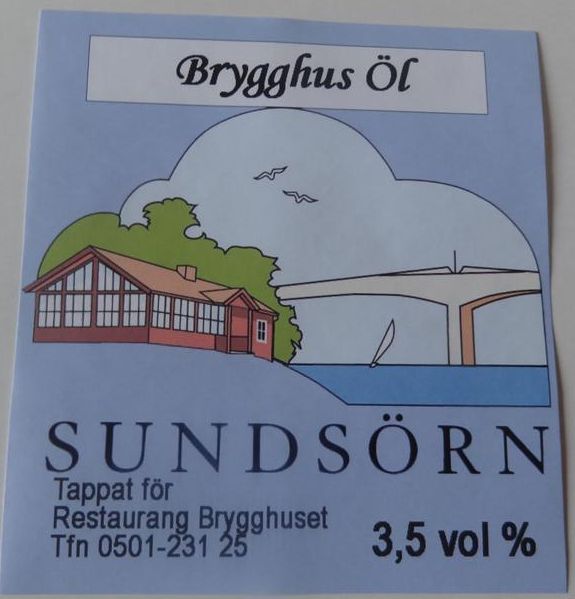 Brygghus Öl
SUNDSÖRN
Tappat för
Restaurang Brygghuset
Tfn 0501-231 25
3,5 vol %